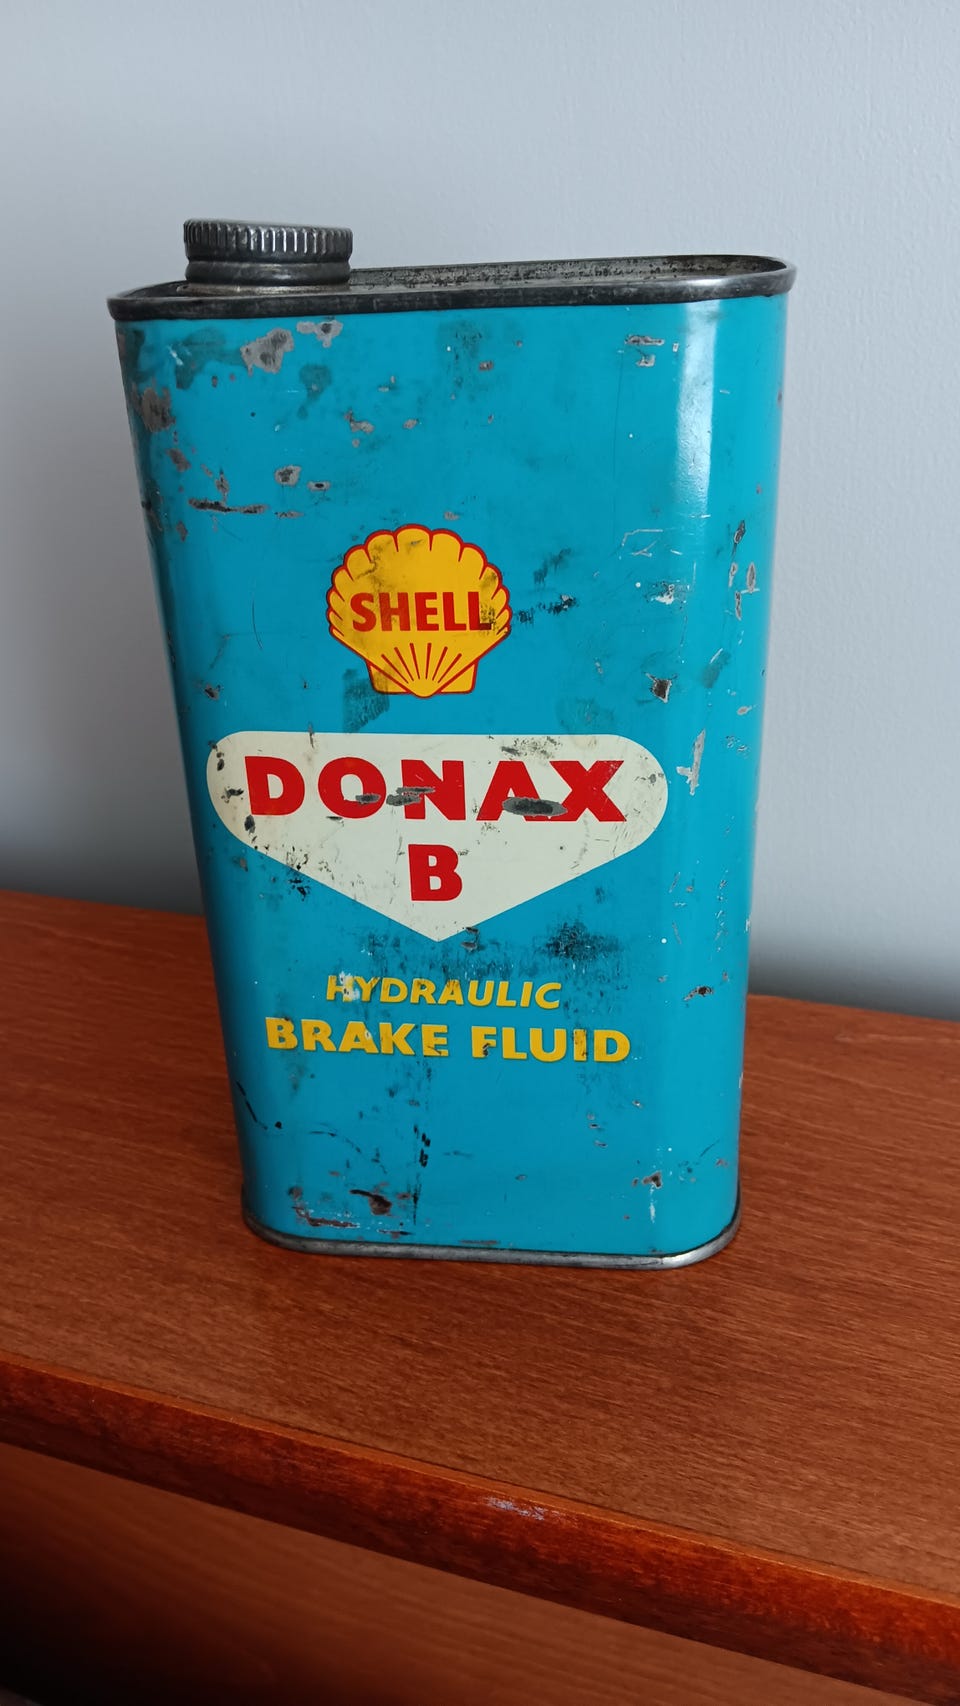 SHELL
DONAX
B
HYDRAULIC
BRAKE FLUID